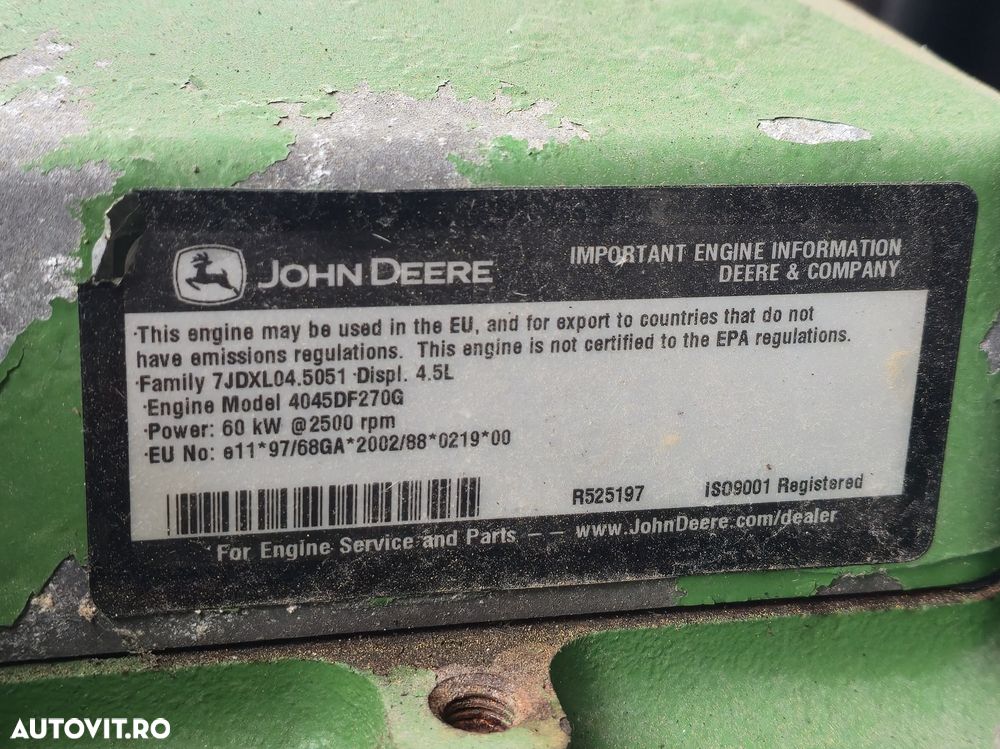 JOHN DEERE
IMPORTANT ENGINE INFORMATION
DEERE & COMPANY
·This engine may be used in the EU, and for export to countries that do not
have emissions regulations. This engine is not certified to the EPA regulations.
·Family 7JDXL04.5051 ·Displ. 4.5L
·Engine Model 4045DF270G
·Power: 60 kW @2500 rpm
·EU No: e11*97/68GA*2002/88*0219*00
R525197 ISO9001 Registered
For Engine Service and Parts — — www.JohnDeere.com/dealer
AUTOVIT.RO